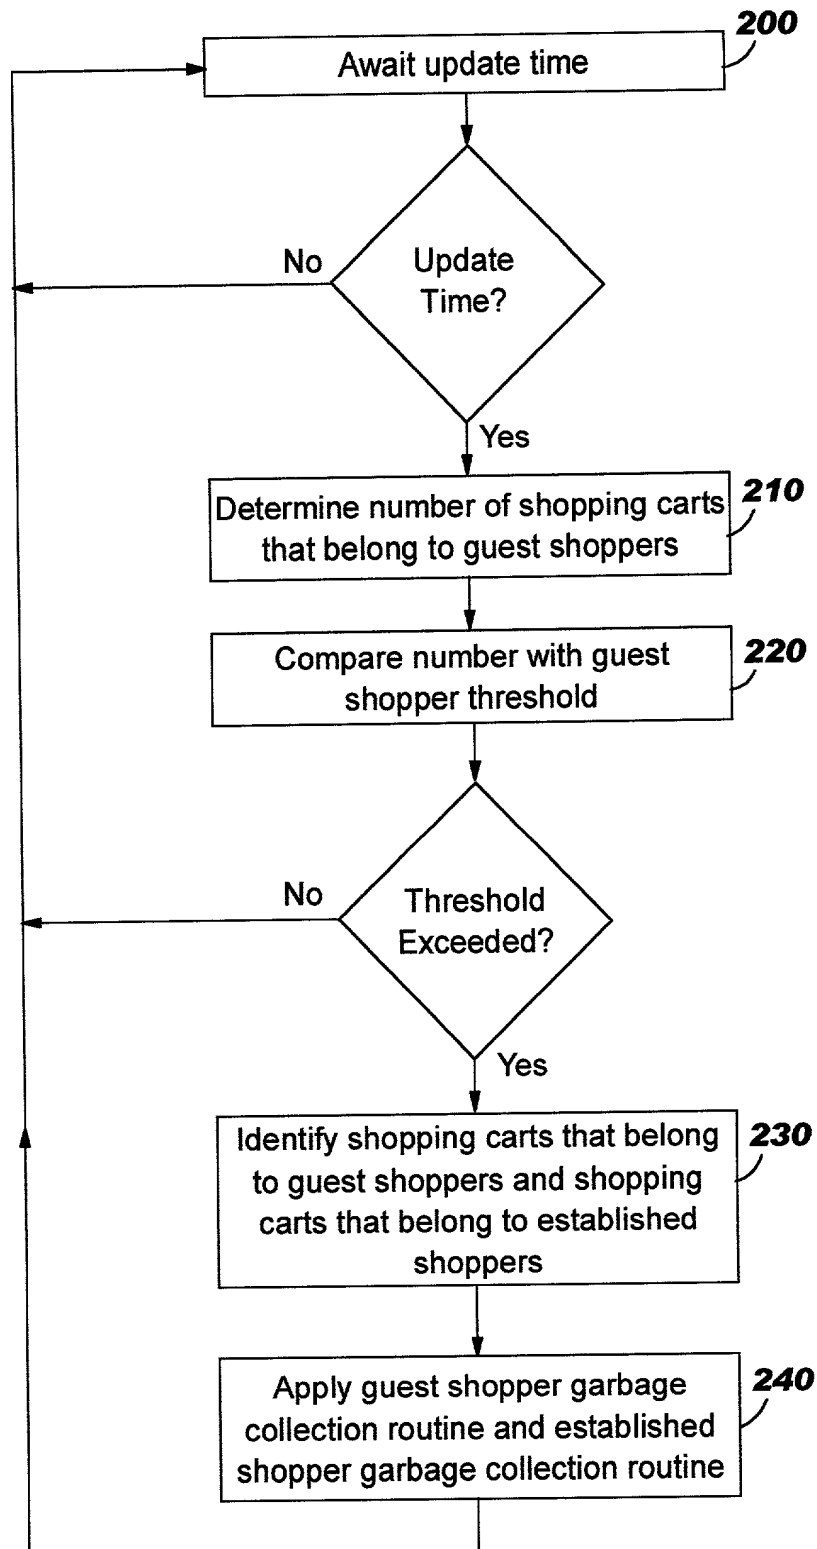 200
Await update time
No
Update
Time?
Yes
Determine number of shopping carts
that belong to guest shoppers
210
Compare number with guest
shopper threshold
220
No
Threshold
Exceeded?
Yes
Identify shopping carts that belong
to guest shoppers and shopping
carts that belong to established
shoppers
230
Apply guest shopper garbage
collection routine and established
shopper garbage collection routine
240